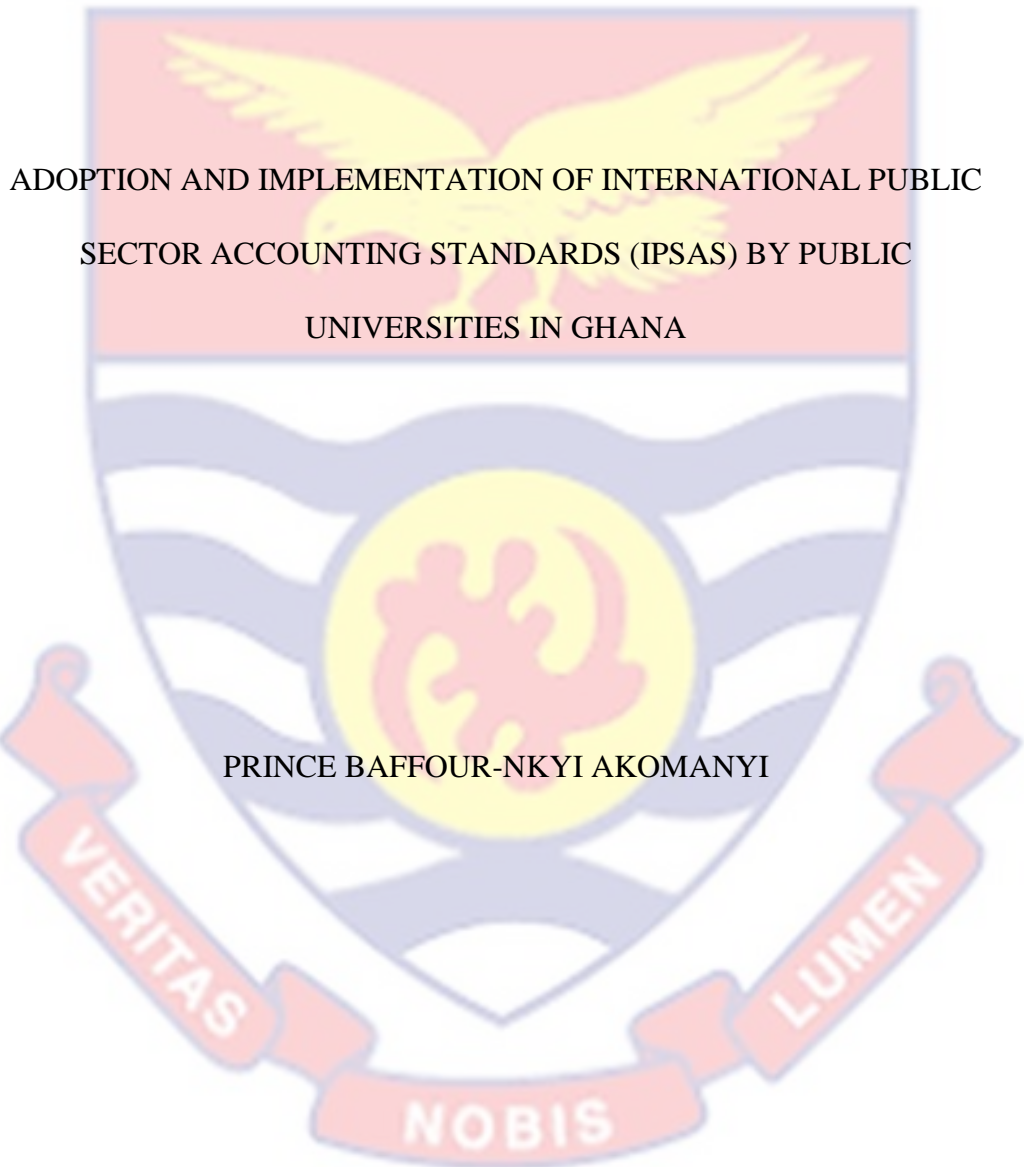 ADOPTION AND IMPLEMENTATION OF INTERNATIONAL PUBLIC
SECTOR ACCOUNTING STANDARDS (IPSAS) BY PUBLIC
UNIVERSITIES IN GHANA
PRINCE BAFFOUR-NKYI AKOMANYI
VERITAS
NOBIS
LUMEN